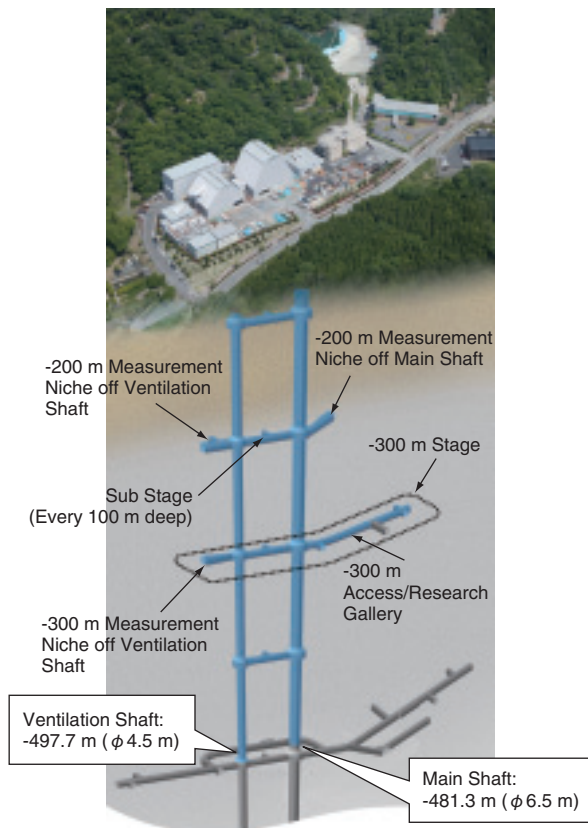 -200 m Measurement
Niche off Main Shaft
-200 m Measurement
Niche off Ventilation
Shaft
-300 m Stage
Sub Stage
(Every 100 m deep)
-300 m
Access/Research
Gallery
-300 m Measurement
Niche off Ventilation
Shaft
Ventilation Shaft:
-497.7 m (φ4.5 m)
Main Shaft:
-481.3 m (φ6.5 m)